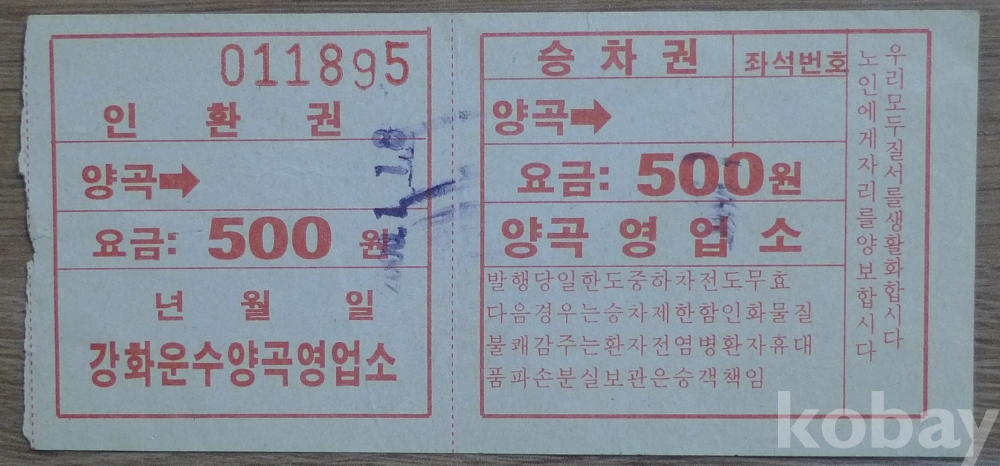 011895
인 환 권
양곡➡
요금: 500 원
년 월 일
강화운수양곡영업소
승차권 좌석번호
양곡➡
요금: 500원
양곡 영업소
발행당일한도중하차전도무효
다음경우는승차제한함인화물질
불쾌감주는환자전염병환자휴대
품파손분실보관은승객책임
우리모두질서를생활화합시다
노인에게자리를양보합시다
kobay